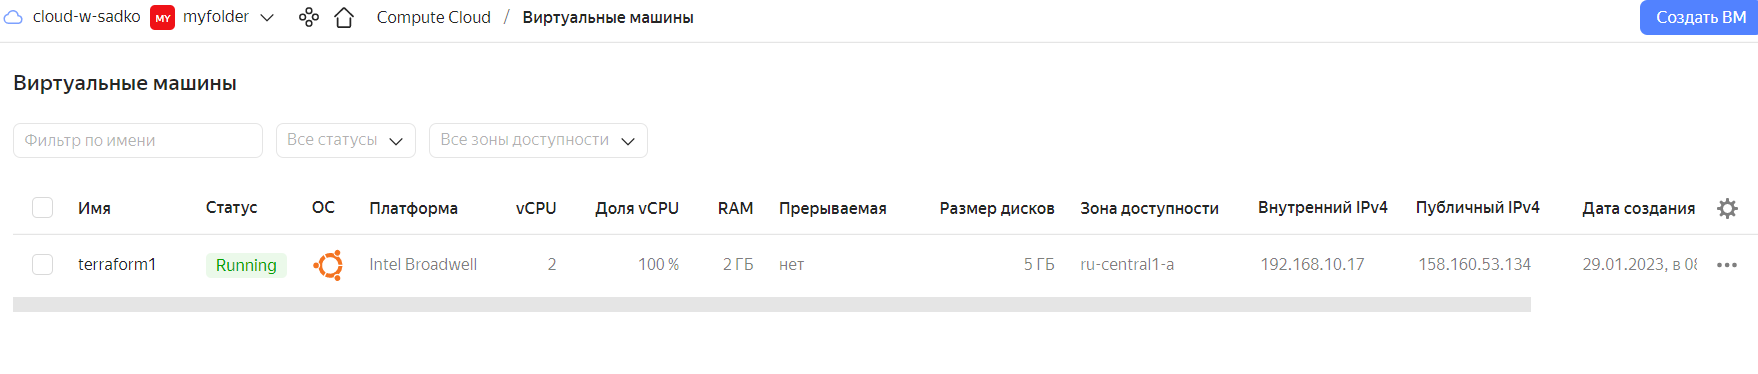 cloud-w-sadko MY myfolder Compute Cloud / Виртуальные машины Создать ВМ
Виртуальные машины
Фильтр по имени Все статусы Все зоны доступности
Имя Статус ОС Платформа vCPU Доля vCPU RAM Прерываемая Размер дисков Зона доступности Внутренний IPv4 Публичный IPv4 Дата создания
terraform1 Running Intel Broadwell 2 100 % 2 ГБ нет 5 ГБ ru-central1-a 192.168.10.17 158.160.53.134 29.01.2023, в